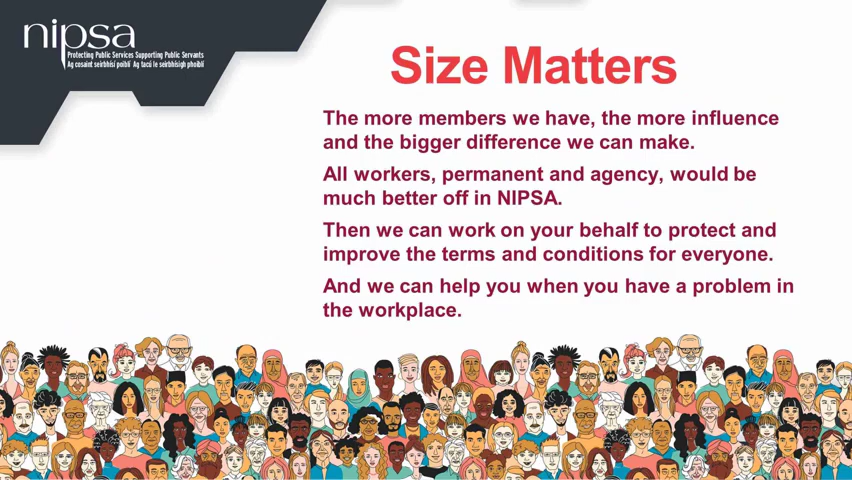 nipsa
Protecting Public Services Supporting Public Servants
Ag cosaint seirbhísí poiblí Ag tacú le seirbhísigh phoiblí
Size Matters
The more members we have, the more influence
and the bigger difference we can make.
All workers, permanent and agency, would be
much better off in NIPSA.
Then we can work on your behalf to protect and
improve the terms and conditions for everyone.
And we can help you when you have a problem in
the workplace.